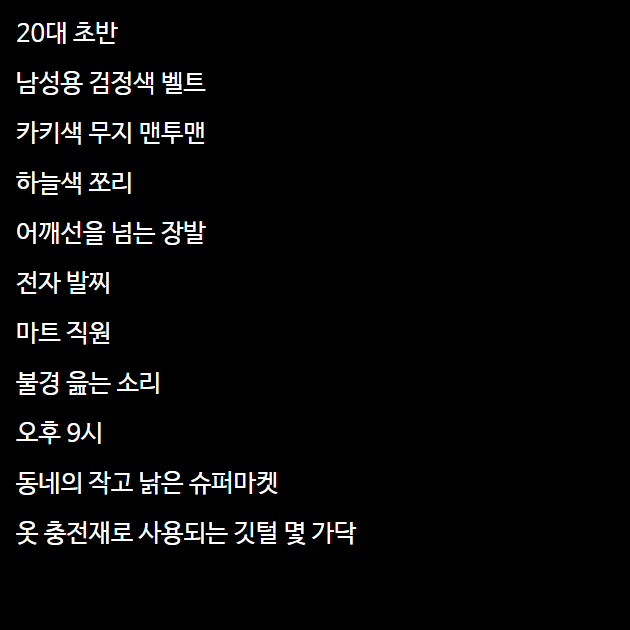 20대 초반
남성용 검정색 벨트
카키색 무지 맨투맨
하늘색 쪼리
어깨선을 넘는 장발
전자 발찌
마트 직원
불경 읊는 소리
오후 9시
동네의 작고 낡은 슈퍼마켓
옷 충전재로 사용되는 깃털 몇 가닥